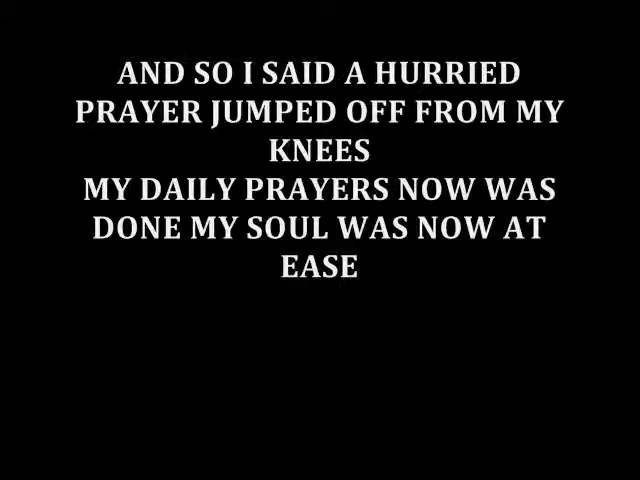 AND SO I SAID A HURRIED
PRAYER JUMPED OFF FROM MY
KNEES
MY DAILY PRAYERS NOW WAS
DONE MY SOUL WAS NOW AT
EASE